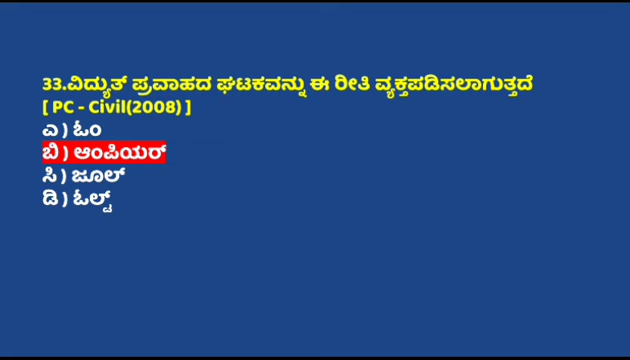 33.ವಿದ್ಯುತ್ ಪ್ರವಾಹದ ಘಟಕವನ್ನು ಈ ರೀತಿ ವ್ಯಕ್ತಪಡಿಸಲಾಗುತ್ತದೆ
[ PC - Civil(2008) ]
ಎ ) ಓಂ
ಬಿ ) ಆಂಪಿಯರ್
ಸಿ ) ಜೂಲ್
ಡಿ ) ಓಲ್ಟ್